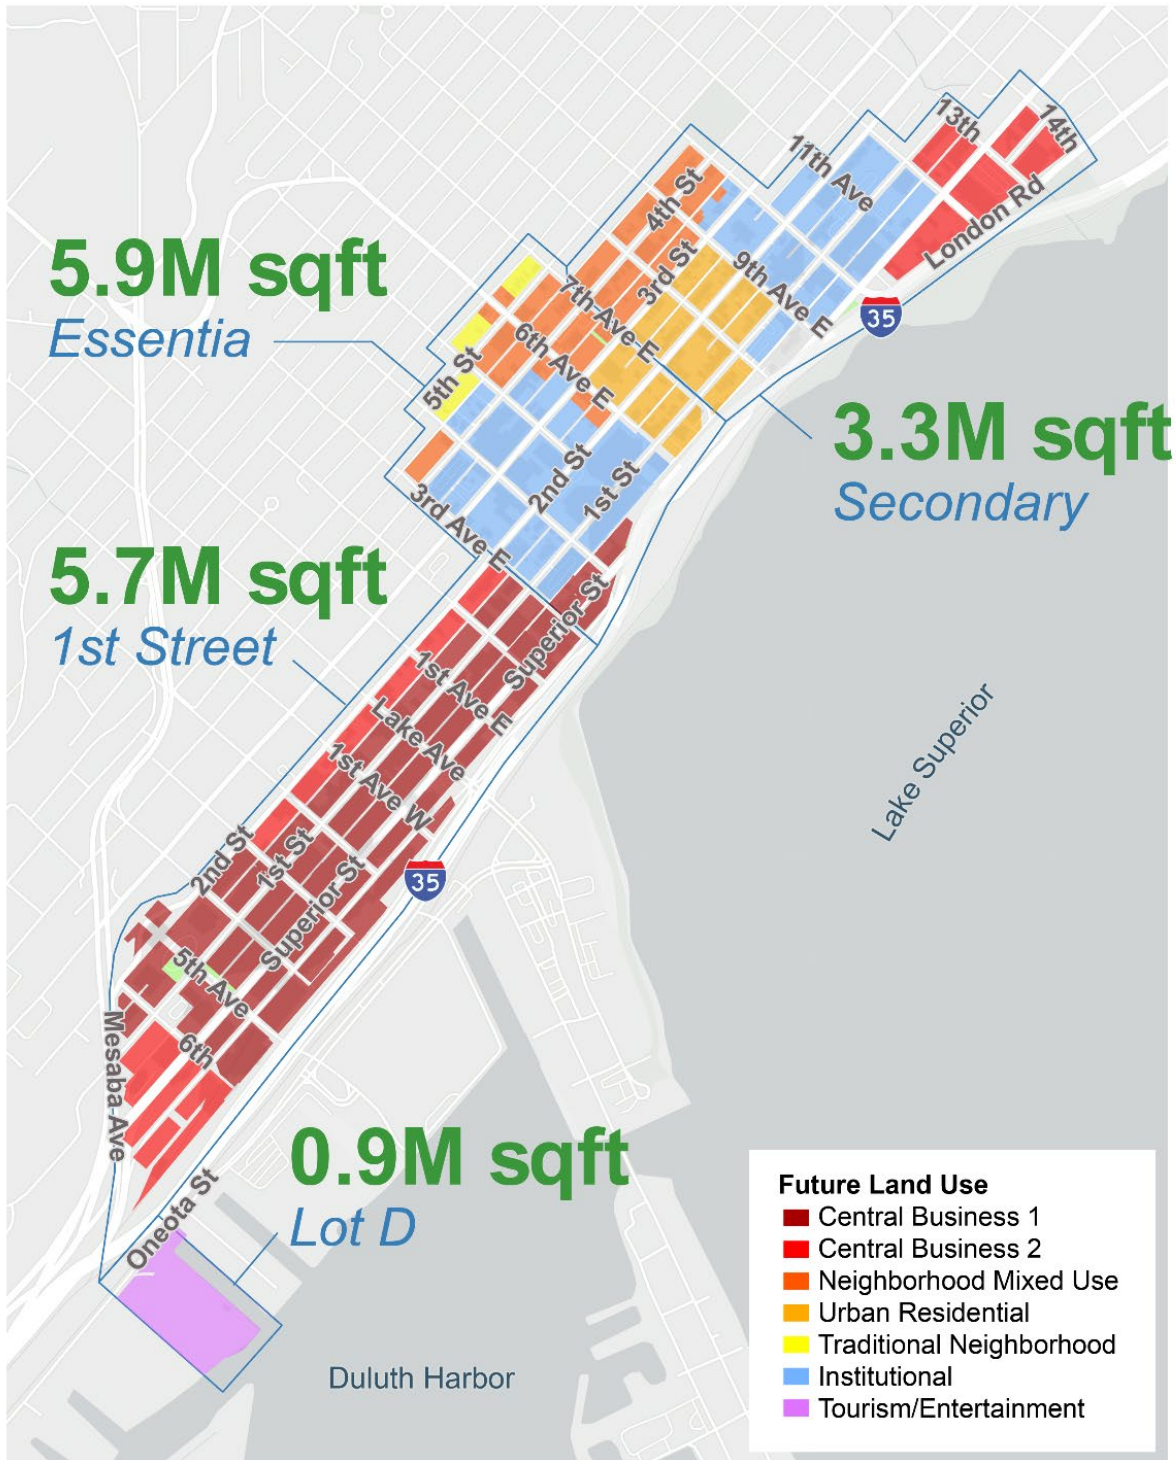 13th
14th
11th Ave
4th St
London Rd
5.9M sqft
Essentia
3rd St
9th Ave E
7th Ave E
35
6th Ave E
5th St
3.3M sqft
Secondary
2nd St
1st St
3rd Ave E
5.7M sqft
1st Street
Superior St
1st Ave E
Lake Ave
1st Ave W
Lake Superior
2nd St
1st St
Superior St
35
5th Ave
6th
Mesaba Ave
0.9M sqft
Lot D
Oneota St
Duluth Harbor
Future Land Use
Central Business 1
Central Business 2
Neighborhood Mixed Use
Urban Residential
Traditional Neighborhood
Institutional
Tourism/Entertainment